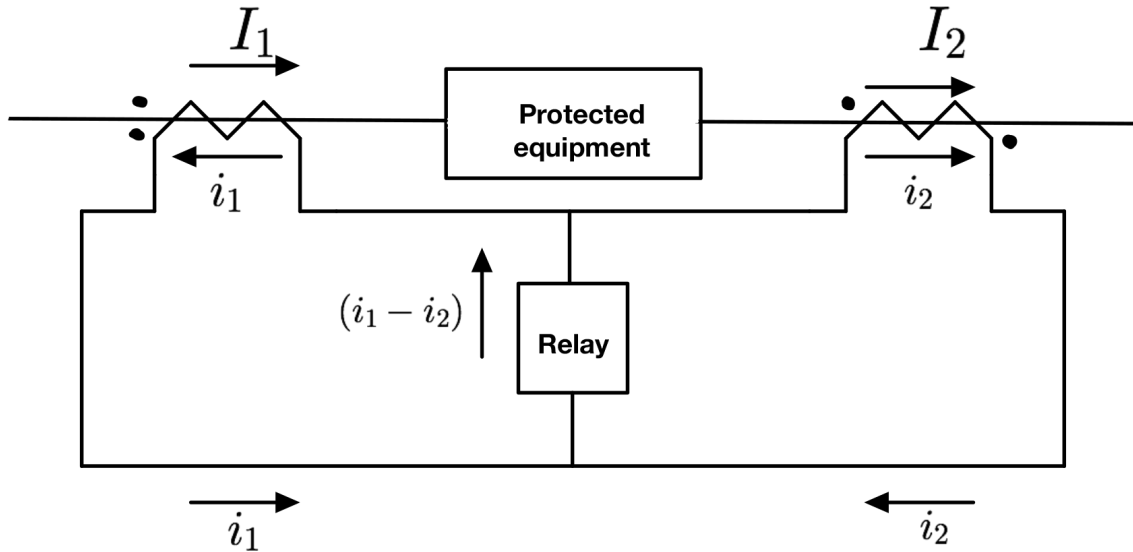 I₁
I₂
Protected
equipment
i₁
i₂
(i₁ − i₂)
Relay
i₁
i₂